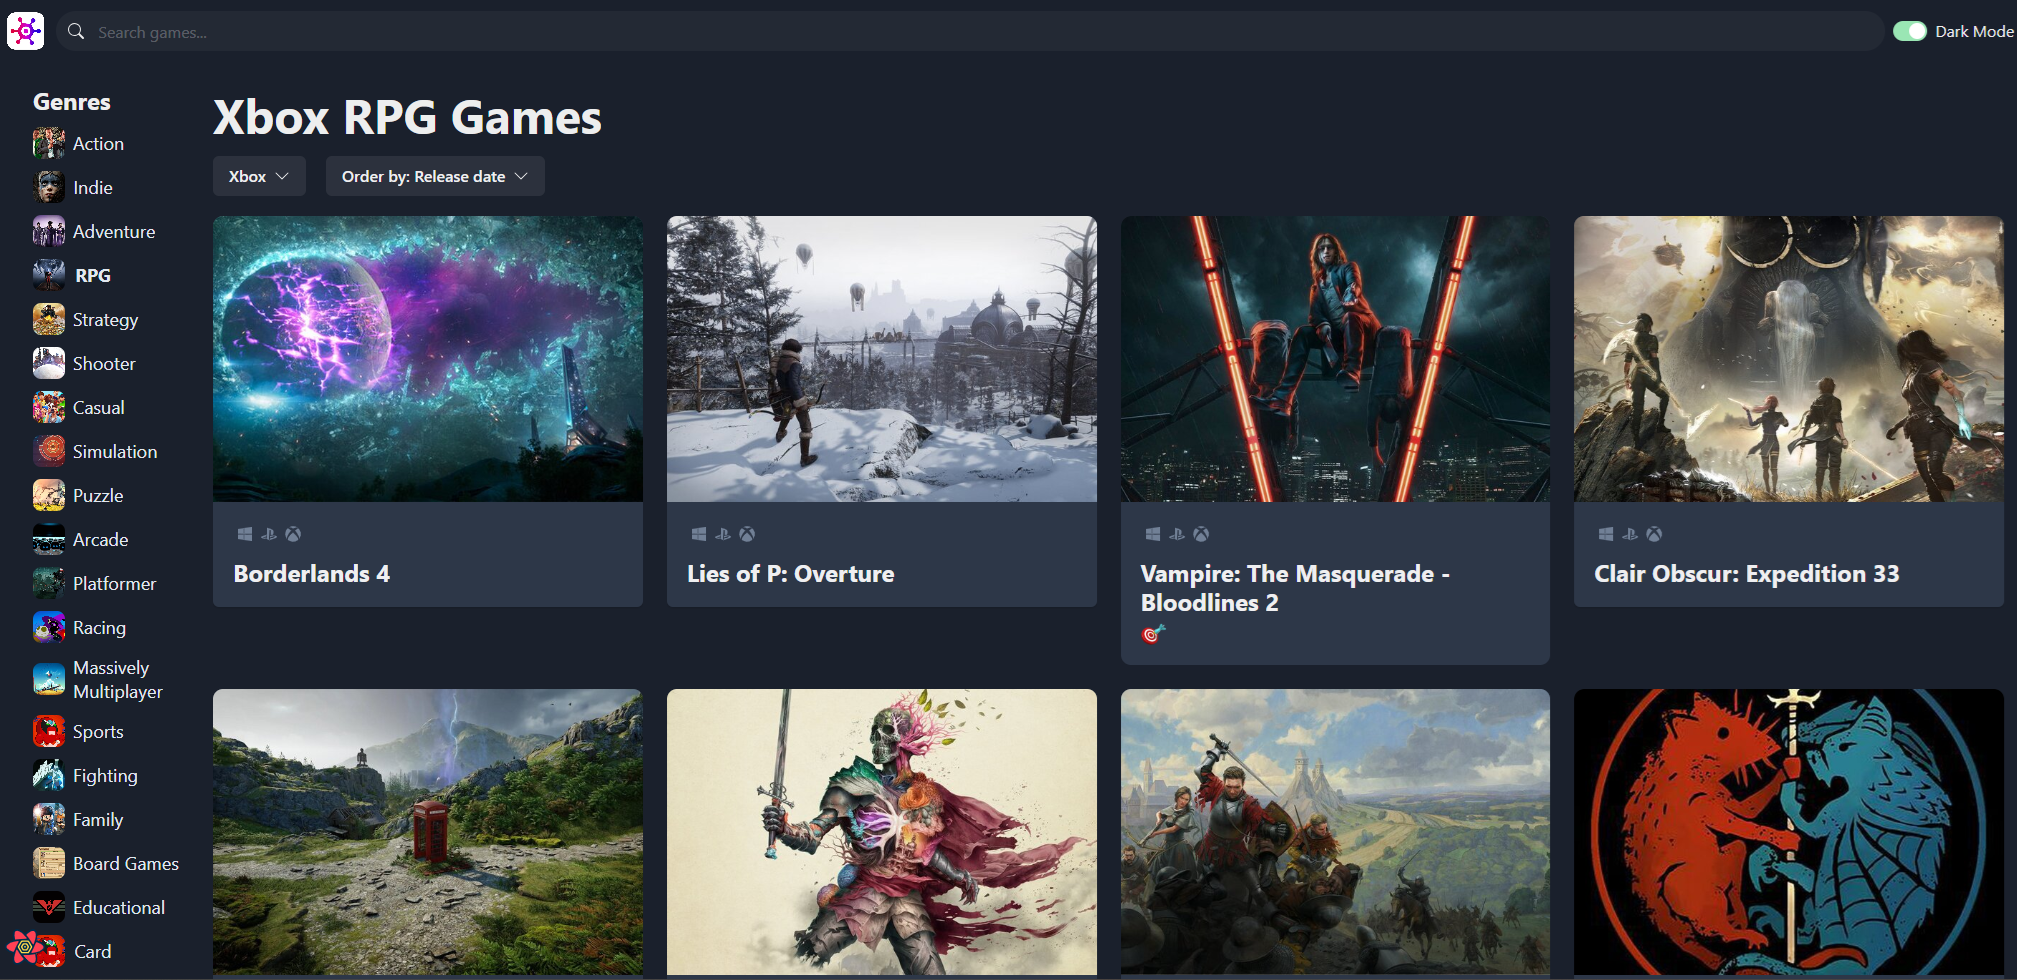 Search games...
Dark Mode
Genres
Action
Indie
Adventure
RPG
Strategy
Shooter
Casual
Simulation
Puzzle
Arcade
Platformer
Racing
Massively
Multiplayer
Sports
Fighting
Family
Board Games
Educational
Card
Xbox RPG Games
Xbox
Order by: Release date
Borderlands 4
Lies of P: Overture
Vampire: The Masquerade -
Bloodlines 2
Clair Obscur: Expedition 33